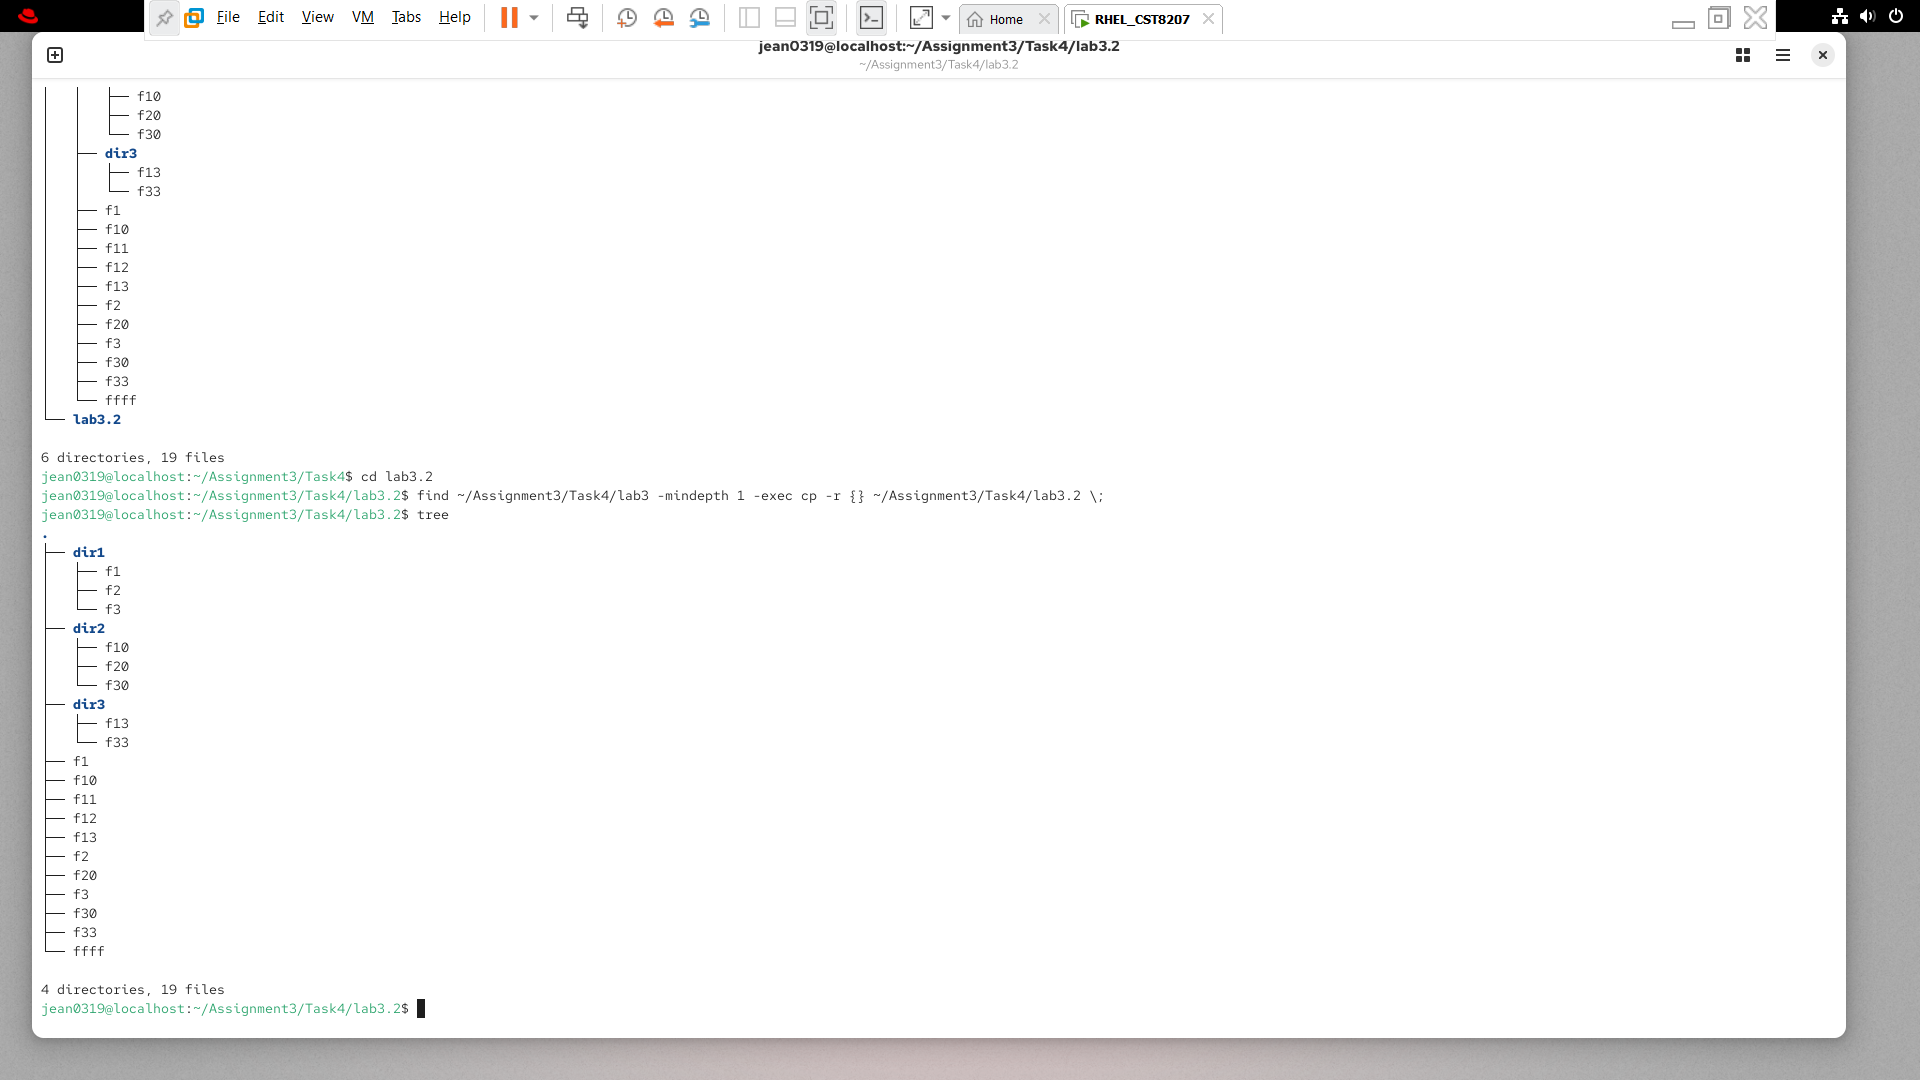 File Edit View VM Tabs Help Home RHEL_CST8207
jean0319@localhost:~/Assignment3/Task4/lab3.2
~/Assignment3/Task4/lab3.2
│   │   ├── f10
│   │   ├── f20
│   │   └── f30
│   ├── dir3
│   │   ├── f13
│   │   └── f33
│   ├── f1
│   ├── f10
│   ├── f11
│   ├── f12
│   ├── f13
│   ├── f2
│   ├── f20
│   ├── f3
│   ├── f30
│   ├── f33
│   └── ffff
└── lab3.2
6 directories, 19 files
jean0319@localhost:~/Assignment3/Task4$ cd lab3.2
jean0319@localhost:~/Assignment3/Task4/lab3.2$ find ~/Assignment3/Task4/lab3 -mindepth 1 -exec cp -r {} ~/Assignment3/Task4/lab3.2 \;
jean0319@localhost:~/Assignment3/Task4/lab3.2$ tree
.
├── dir1
│   ├── f1
│   ├── f2
│   └── f3
├── dir2
│   ├── f10
│   ├── f20
│   └── f30
├── dir3
│   ├── f13
│   └── f33
├── f1
├── f10
├── f11
├── f12
├── f13
├── f2
├── f20
├── f3
├── f30
├── f33
└── ffff
4 directories, 19 files
jean0319@localhost:~/Assignment3/Task4/lab3.2$